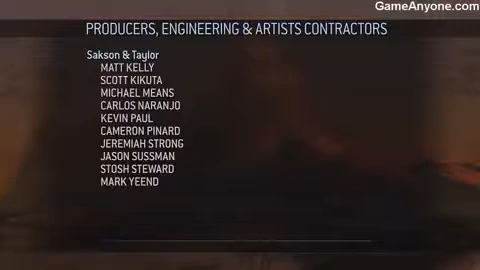 GameAnyone.com
PRODUCERS, ENGINEERING & ARTISTS CONTRACTORS
Sakson & Taylor
MATT KELLY
SCOTT KIKUTA
MICHAEL MEANS
CARLOS NARANJO
KEVIN PAUL
CAMERON PINARD
JEREMIAH STRONG
JASON SUSSMAN
STOSH STEWARD
MARK YEEND